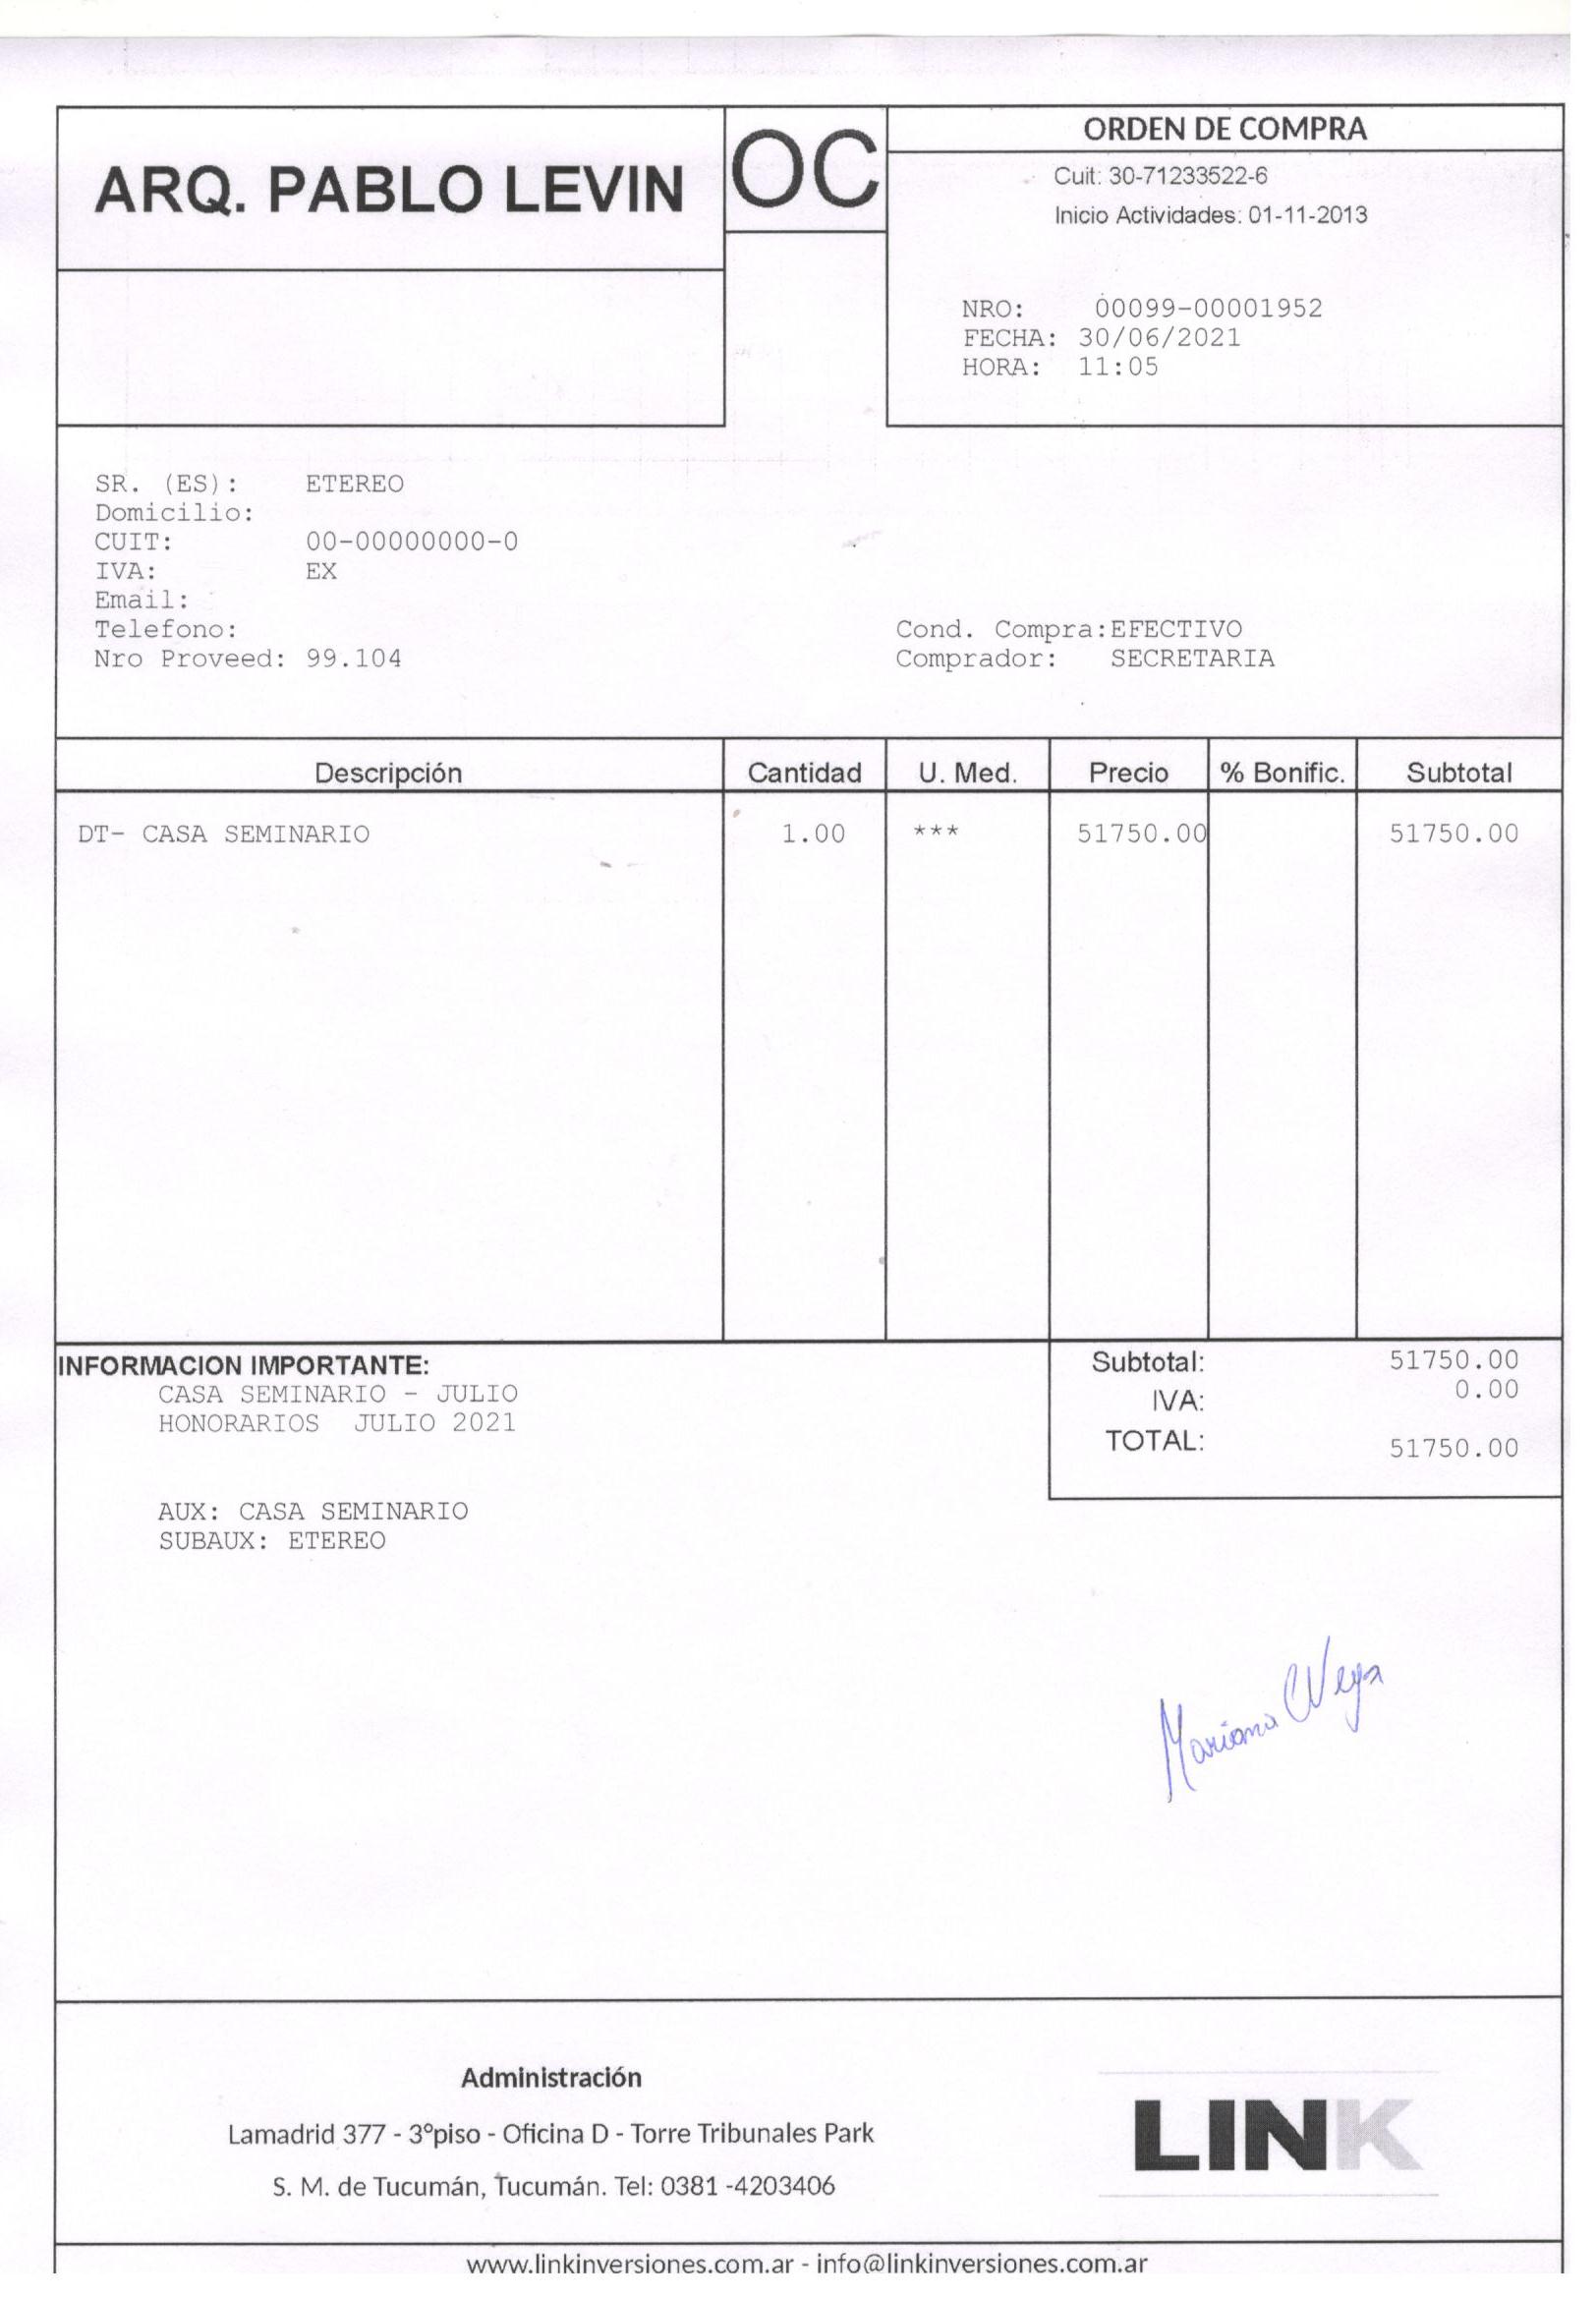 ARQ. PABLO LEVIN
OC
ORDEN DE COMPRA
Cuit: 30-71233522-6
Inicio Actividades: 01-11-2013
NRO: 00099-00001952
FECHA: 30/06/2021
HORA: 11:05
SR. (ES): ETEREO
Domicilio:
CUIT: 00-00000000-0
IVA: EX
Email:
Telefono:
Nro Proveed: 99.104
Cond. Compra:EFECTIVO
Comprador: SECRETARIA
Descripción Cantidad U. Med. Precio % Bonific. Subtotal
DT- CASA SEMINARIO 1.00 *** 51750.00 51750.00
INFORMACION IMPORTANTE:
CASA SEMINARIO - JULIO
HONORARIOS JULIO 2021
AUX: CASA SEMINARIO
SUBAUX: ETEREO
Subtotal: 51750.00
IVA: 0.00
TOTAL: 51750.00
Mariana Vega
Administración
Lamadrid 377 - 3ºpiso - Oficina D - Torre Tribunales Park
S. M. de Tucumán, Tucumán. Tel: 0381 -4203406
LINK
www.linkinversiones.com.ar - info@linkinversiones.com.ar